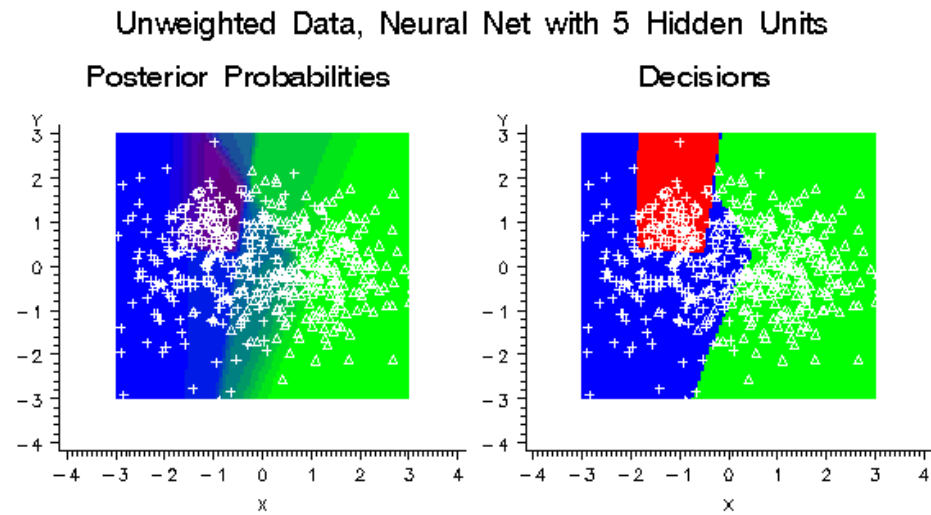 Unweighted Data, Neural Net with 5 Hidden Units
Posterior Probabilities
Decisions
Y
3
2
1
0
-1
-2
-3
-4
-4 -3 -2 -1 0 1 2 3 4
X
Y
3
2
1
0
-1
-2
-3
-4
-4 -3 -2 -1 0 1 2 3 4
X